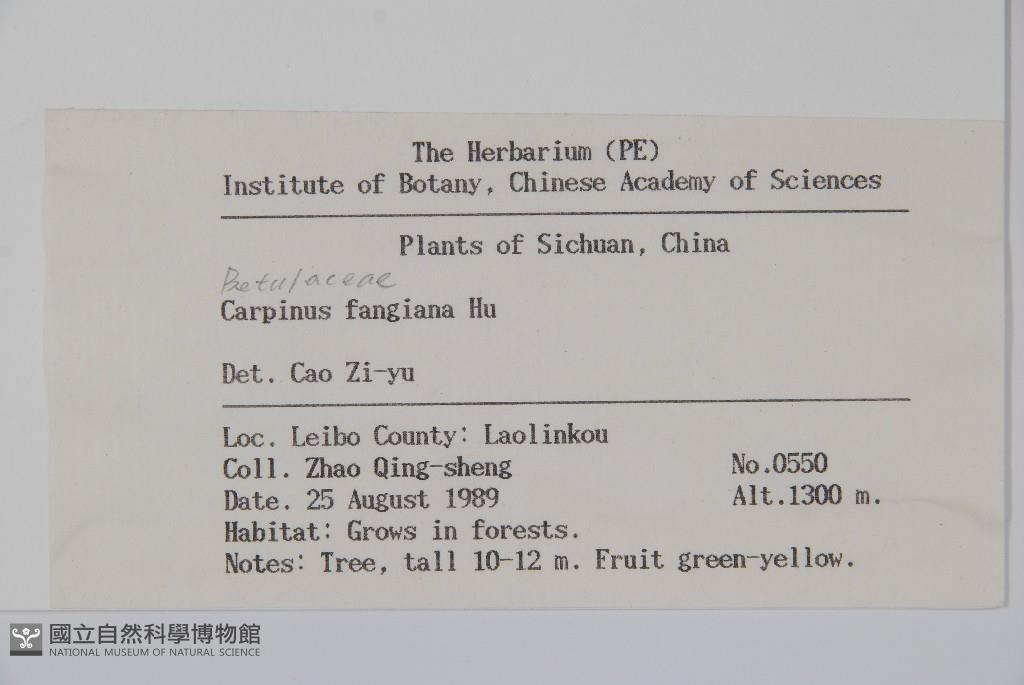 The Herbarium (PE)
Institute of Botany, Chinese Academy of Sciences
Plants of Sichuan, China
Betulaceae
Carpinus fangiana Hu
Det. Cao Zi-yu
Loc. Leibo County: Laolinkou
Coll. Zhao Qing-sheng No.0550
Date. 25 August 1989 Alt.1300 m.
Habitat: Grows in forests.
Notes: Tree, tall 10-12 m. Fruit green-yellow.
國立自然科學博物館
NATIONAL MUSEUM OF NATURAL SCIENCE